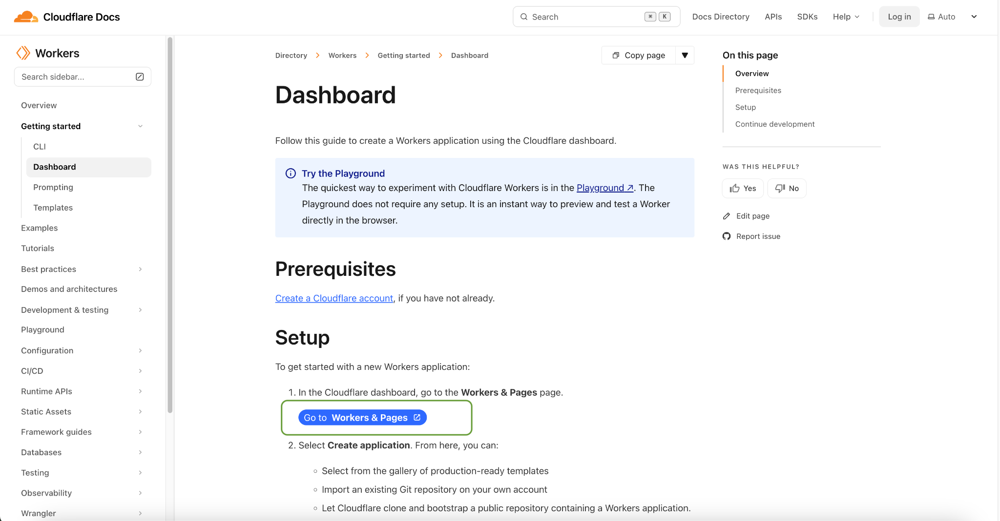 Cloudflare Docs
Search
⌘ K
Docs Directory
APIs
SDKs
Help
Log in
Auto
Workers
Search sidebar...
Overview
Getting started
CLI
Dashboard
Prompting
Templates
Examples
Tutorials
Best practices
Demos and architectures
Development & testing
Playground
Configuration
CI/CD
Runtime APIs
Static Assets
Framework guides
Databases
Testing
Observability
Wrangler
Directory > Workers > Getting started > Dashboard
Copy page
Dashboard
Follow this guide to create a Workers application using the Cloudflare dashboard.
Try the Playground
The quickest way to experiment with Cloudflare Workers is in the Playground ↗. The
Playground does not require any setup. It is an instant way to preview and test a Worker
directly in the browser.
Prerequisites
Create a Cloudflare account, if you have not already.
Setup
To get started with a new Workers application:
1. In the Cloudflare dashboard, go to the Workers & Pages page.
Go to Workers & Pages
2. Select Create application. From here, you can:
Select from the gallery of production-ready templates
Import an existing Git repository on your own account
Let Cloudflare clone and bootstrap a public repository containing a Workers application.
On this page
Overview
Prerequisites
Setup
Continue development
WAS THIS HELPFUL?
Yes
No
Edit page
Report issue